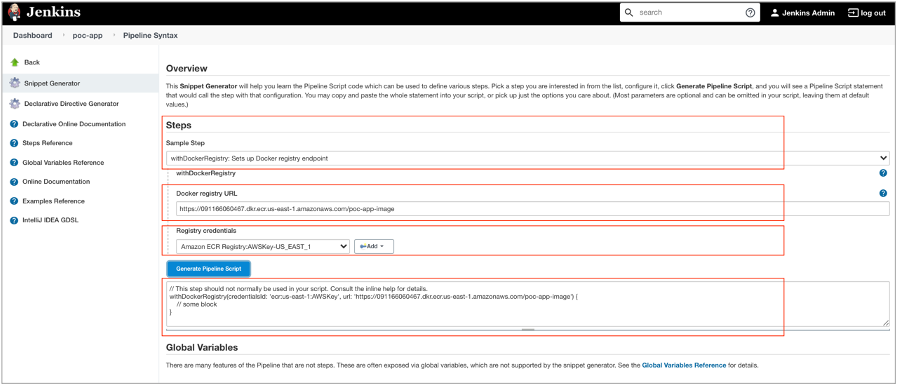 Jenkins
search
Jenkins Admin
log out
Dashboard
poc-app
Pipeline Syntax
Back
Snippet Generator
Declarative Directive Generator
Declarative Online Documentation
Steps Reference
Global Variables Reference
Online Documentation
Examples Reference
IntelliJ IDEA GDSL
Overview
This Snippet Generator will help you learn the Pipeline Script code which can be used to define various steps. Pick a step you are interested in from the list, configure it, click Generate Pipeline Script, and you will see a Pipeline Script statement
that would call the step with that configuration. You may copy and paste the whole statement into your script, or pick up just the options you care about. (Most parameters are optional and can be omitted in your script, leaving them at default
values.)
Steps
Sample Step
withDockerRegistry: Sets up Docker registry endpoint
withDockerRegistry
Docker registry URL
https://091166060467.dkr.ecr.us-east-1.amazonaws.com/poc-app-image
Registry credentials
Amazon ECR Registry:AWSKey-US_EAST_1
Add
Generate Pipeline Script
// This step should not normally be used in your script. Consult the inline help for details.
withDockerRegistry(credentialsId: 'ecr:us-east-1:AWSKey', url: 'https://091166060467.dkr.ecr.us-east-1.amazonaws.com/poc-app-image') {
// some block
}
Global Variables
There are many features of the Pipeline that are not steps. These are often exposed via global variables, which are not supported by the snippet generator. See the Global Variables Reference for details.